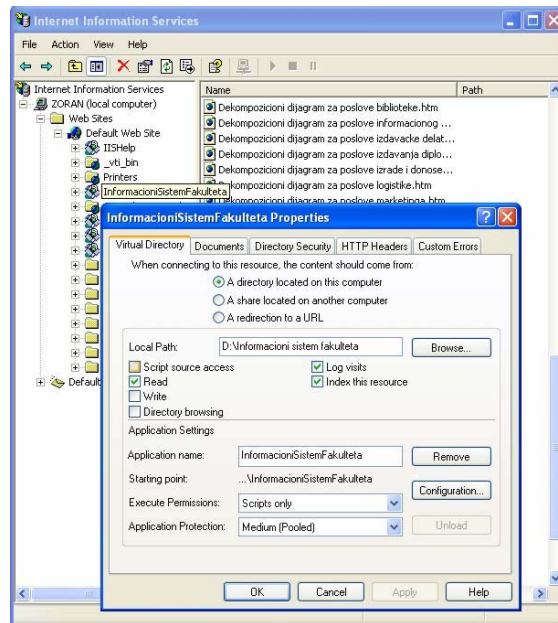 Internet Information Services
File Action View Help
Internet Information Services
ZORAN (local computer)
Web Sites
Default Web Site
IISHelp
_vti_bin
Printers
InformacioniSistemFakulteta
Default
Name Path
Dekompozicioni dijagram za poslove biblioteke.htm
Dekompozicioni dijagram za poslove informacionog ...
Dekompozicioni dijagram za poslove izdavacke delat...
Dekompozicioni dijagram za poslove izdavanja diplo...
Dekompozicioni dijagram za poslove izrade i donose...
kompozicioni dijagram za poslove logistike.htm
Dekompozicioni dijagram za poslove marketinga.htm
InformacioniSistemFakulteta Properties
Virtual Directory Documents Directory Security HTTP Headers Custom Errors
When connecting to this resource, the content should come from:
A directory located on this computer
A share located on another computer
A redirection to a URL
Local Path: D:\Informacioni sistem fakulteta Browse...
Script source access Log visits
Read Index this resource
Write
Directory browsing
Application Settings
Application name: InformacioniSistemFakulteta Remove
Starting point: ...\InformacioniSistemFakulteta
Configuration...
Execute Permissions: Scripts only
Application Protection: Medium (Pooled) Unload
OK Cancel Apply Help